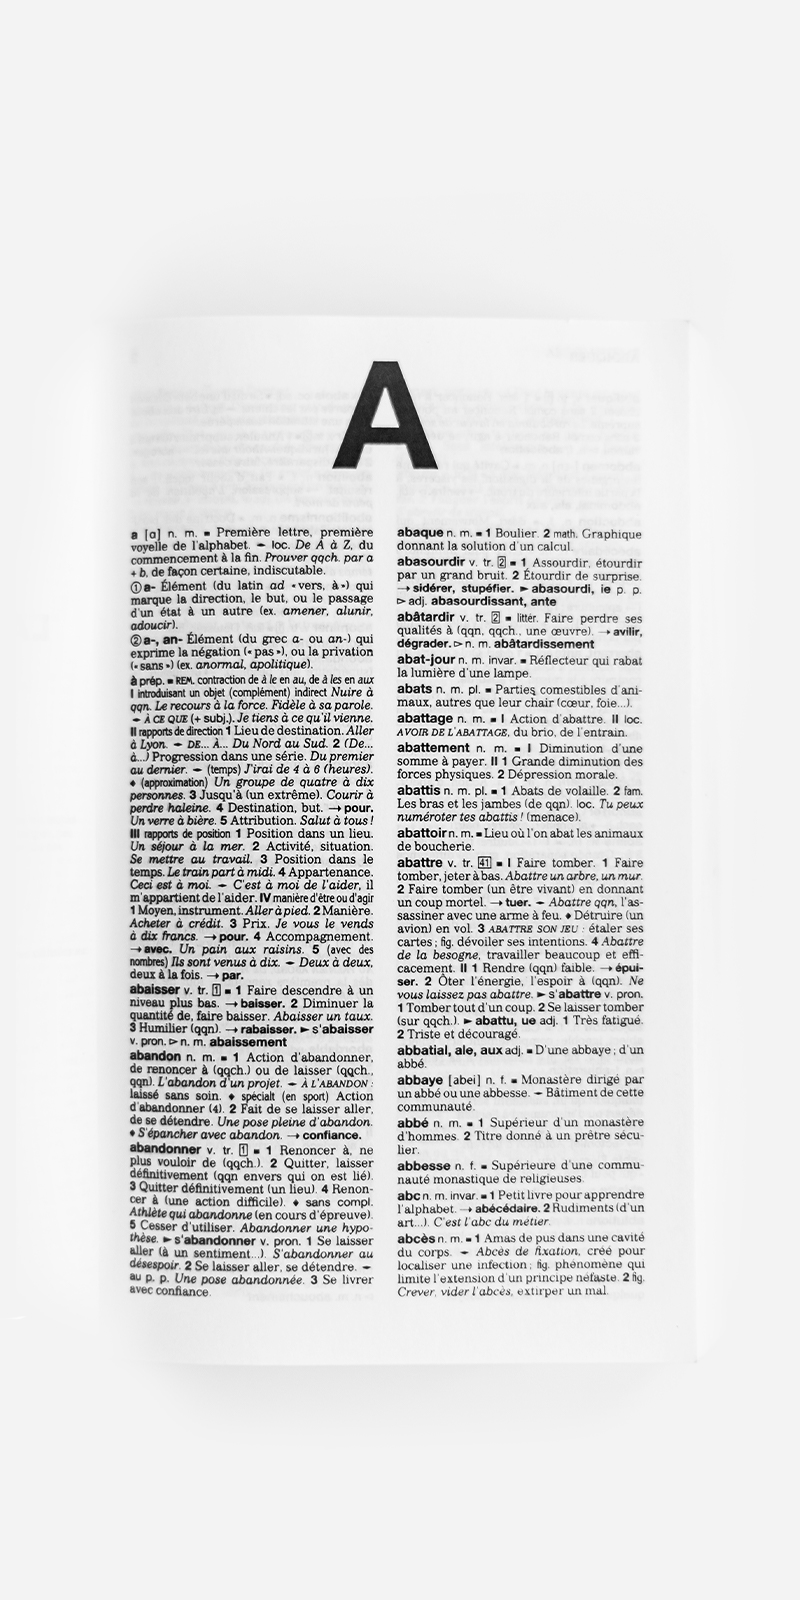 A
a [ɑ] n. m. ▪ Première lettre, première
voyelle de l'alphabet. – loc. De A à Z, du
commencement à la fin. Prouver qqch. par a
+ b, de façon certaine, indiscutable.
① a- Élément (du latin ad « vers, à ») qui
marque la direction, le but, ou le passage
d'un état à un autre (ex. amener, alunir,
adoucir).
② a-, an- Élément (du grec a- ou an-) qui
exprime la négation (« pas »), ou la privation
(« sans ») (ex. anormal, apolitique).
à prép. ▪ REM. contraction de à le en au, de à les en aux
I introduisant un objet (complément) indirect Nuire à
qqn. Le recours à la force. Fidèle à sa parole.
– À CE QUE (+ subj.). Je tiens à ce qu'il vienne.
II rapports de direction 1 Lieu de destination. Aller
à Lyon. – DE... À... Du Nord au Sud. 2 (De...
à...) Progression dans une série. Du premier
au dernier. – (temps) J'irai de 4 à 6 (heures).
♦ (approximation) Un groupe de quatre à dix
personnes. 3 Jusqu'à (un extrême). Courir à
perdre haleine. 4 Destination, but. → pour.
Un verre à bière. 5 Attribution. Salut à tous !
III rapports de position 1 Position dans un lieu.
Un séjour à la mer. 2 Activité, situation.
Se mettre au travail. 3 Position dans le
temps. Le train part à midi. 4 Appartenance.
Ceci est à moi. – C'est à moi de l'aider, il
m'appartient de l'aider. IV manière d'être ou d'agir
1 Moyen, instrument. Aller à pied. 2 Manière.
Acheter à crédit. 3 Prix. Je vous le vends
à dix francs. → pour. 4 Accompagnement.
→ avec. Un pain aux raisins. 5 (avec des
nombres) Ils sont venus à dix. – Deux à deux,
deux à la fois. → par.
abaisser v. tr. [1] ▪ 1 Faire descendre à un
niveau plus bas. → baisser. 2 Diminuer la
quantité de, faire baisser. Abaisser un taux.
3 Humilier (qqn). → rabaisser. ► s'abaisser
v. pron. ▷ n. m. abaissement
abandon n. m. ▪ 1 Action d'abandonner,
de renoncer à (qqch.) ou de laisser (qqch.,
qqn). L'abandon d'un projet. – À L'ABANDON :
laissé sans soin. ♦ spécialt (en sport) Action
d'abandonner (4). 2 Fait de se laisser aller,
de se détendre. Une pose pleine d'abandon.
♦ S'épancher avec abandon. → confiance.
abandonner v. tr. [1] ▪ 1 Renoncer à, ne
plus vouloir de (qqch.). 2 Quitter, laisser
définitivement (qqn envers qui on est lié).
3 Quitter définitivement (un lieu). 4 Renon-
cer à (une action difficile). ♦ sans compl.
Athlète qui abandonne (en cours d'épreuve).
5 Cesser d'utiliser. Abandonner une hypo-
thèse. ► s'abandonner v. pron. 1 Se laisser
aller (à un sentiment...). S'abandonner au
désespoir. 2 Se laisser aller, se détendre. –
au p. p. Une pose abandonnée. 3 Se livrer
avec confiance.
abaque n. m. ▪ 1 Boulier. 2 math. Graphique
donnant la solution d'un calcul.
abasourdir v. tr. [2] ▪ 1 Assourdir, étourdir
par un grand bruit. 2 Étourdir de surprise.
→ sidérer, stupéfier. ► abasourdi, ie p. p.
▷ adj. abasourdissant, ante
abâtardir v. tr. [2] ▪ littér. Faire perdre ses
qualités à (qqn, qqch., une œuvre). → avilir,
dégrader. ▷ n. m. abâtardissement
abat-jour n. m. invar. ▪ Réflecteur qui rabat
la lumière d'une lampe.
abats n. m. pl. ▪ Parties comestibles d'ani-
maux, autres que leur chair (cœur, foie...).
abattage n. m. ▪ I Action d'abattre. II loc.
AVOIR DE L'ABATTAGE, du brio, de l'entrain.
abattement n. m. ▪ I Diminution d'une
somme à payer. II 1 Grande diminution des
forces physiques. 2 Dépression morale.
abattis n. m. pl. ▪ 1 Abats de volaille. 2 fam.
Les bras et les jambes (de qqn). loc. Tu peux
numéroter tes abattis ! (menace).
abattoir n. m. ▪ Lieu où l'on abat les animaux
de boucherie.
abattre v. tr. [41] ▪ I Faire tomber. 1 Faire
tomber, jeter à bas. Abattre un arbre, un mur.
2 Faire tomber (un être vivant) en donnant
un coup mortel. → tuer. – Abattre qqn, l'as-
sassiner avec une arme à feu. ♦ Détruire (un
avion) en vol. 3 ABATTRE SON JEU : étaler ses
cartes ; fig. dévoiler ses intentions. 4 Abattre
de la besogne, travailler beaucoup et effi-
cacement. II 1 Rendre (qqn) faible. → épui-
ser. 2 Ôter l'énergie, l'espoir à (qqn). Ne
vous laissez pas abattre. ► s'abattre v. pron.
1 Tomber tout d'un coup. 2 Se laisser tomber
(sur qqch.). ► abattu, ue adj. 1 Très fatigué.
2 Triste et découragé.
abbatial, ale, aux adj. ▪ D'une abbaye ; d'un
abbé.
abbaye [abei] n. f. ▪ Monastère dirigé par
un abbé ou une abbesse. – Bâtiment de cette
communauté.
abbé n. m. ▪ 1 Supérieur d'un monastère
d'hommes. 2 Titre donné à un prêtre sécu-
lier.
abbesse n. f. ▪ Supérieure d'une commu-
nauté monastique de religieuses.
abc n. m. invar. ▪ 1 Petit livre pour apprendre
l'alphabet. → abécédaire. 2 Rudiments (d'un
art...). C'est l'abc du métier.
abcès n. m. ▪ 1 Amas de pus dans une cavité
du corps. – Abcès de fixation, créé pour
localiser une infection ; fig. phénomène qui
limite l'extension d'un principe néfaste. 2 fig.
Crever, vider l'abcès, extirper un mal.